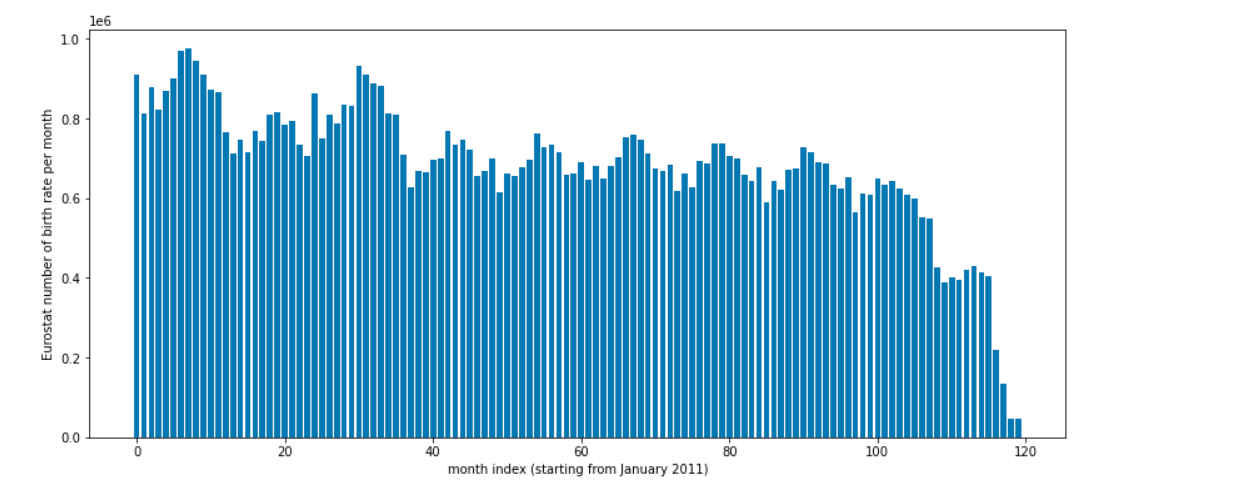 1e6
1.0
0.8
0.6
0.4
0.2
0.0
Eurostat number of birth rate per month
0 20 40 60 80 100 120
month index (starting from January 2011)